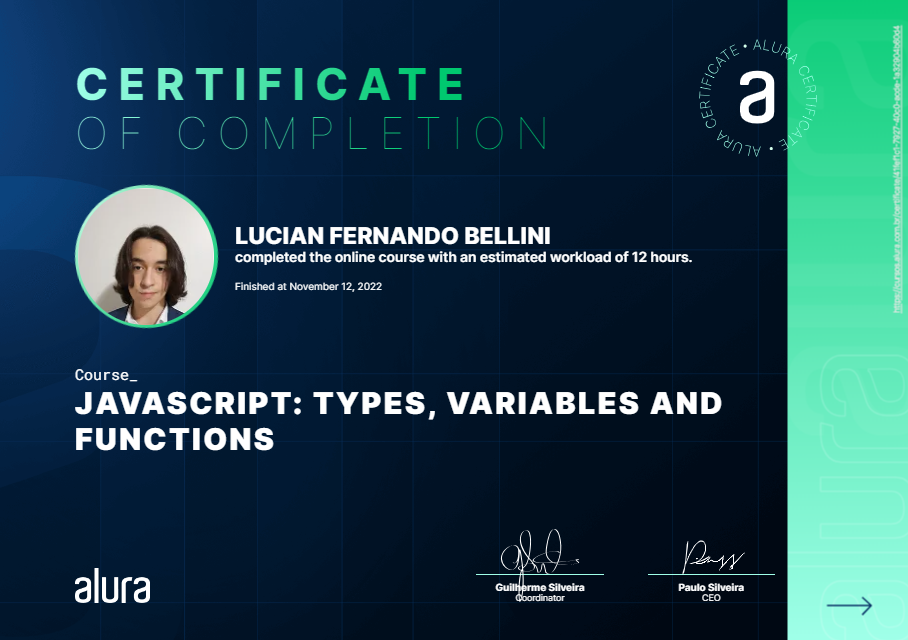 CERTIFICATE
OF COMPLETION
ALURA CERTIFICATE • ALURA CERTIFICATE •
a
LUCIAN FERNANDO BELLINI
completed the online course with an estimated workload of 12 hours.
Finished at November 12, 2022
Course_
JAVASCRIPT: TYPES, VARIABLES AND
FUNCTIONS
alura
Guilherme Silveira
Coordinator
Paulo Silveira
CEO
alura